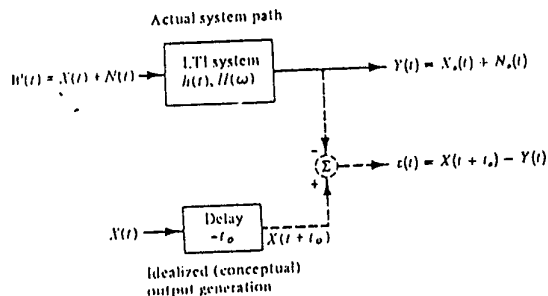 Actual system path
W(t) = X(t) + N(t)
LTI system
h(t), H(ω)
Y(t) = Xₒ(t) + Nₒ(t)
−
Σ
ε(t) = X(t + tₒ) − Y(t)
+
X(t)
Delay
−tₒ
X(t + tₒ)
Idealized (conceptual)
output generation